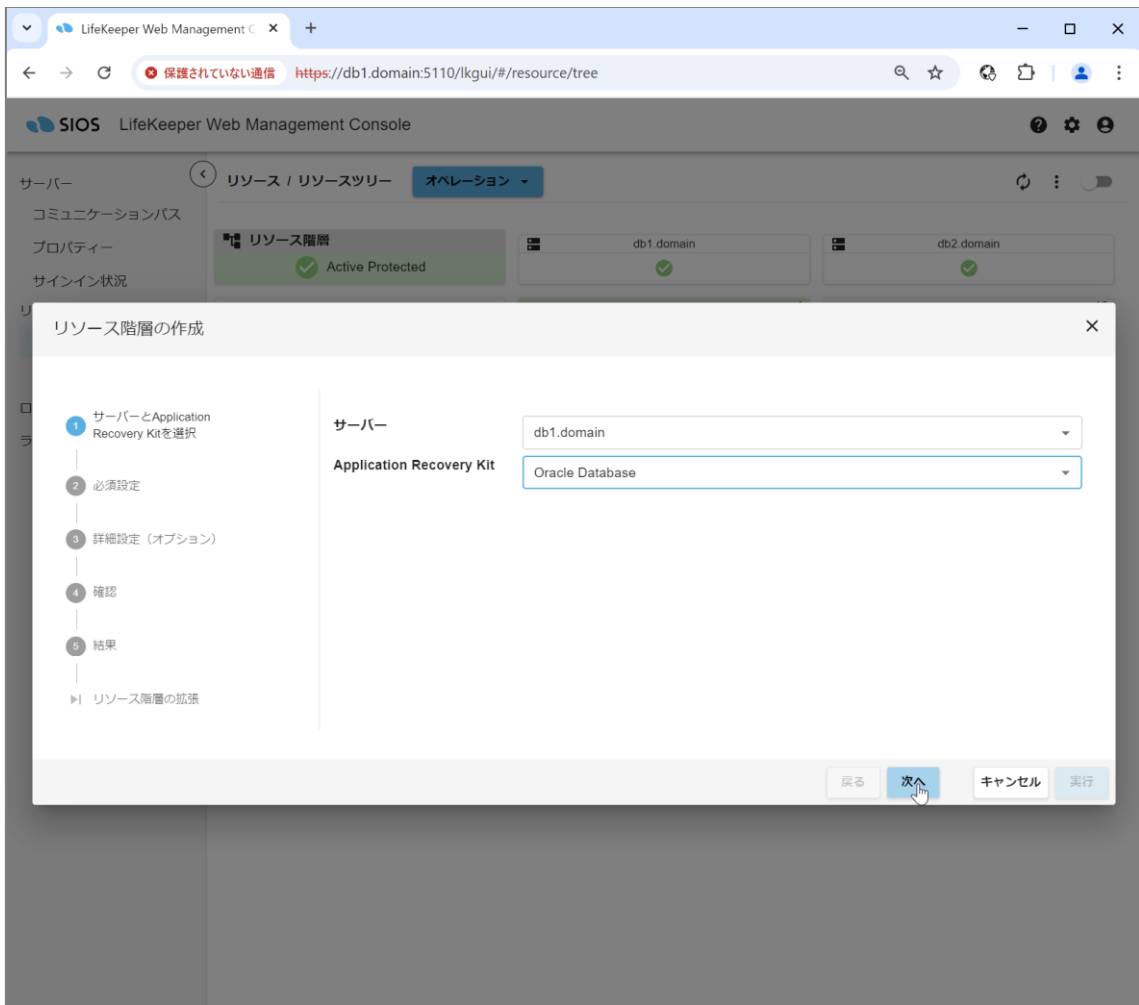 LifeKeeper Web Management C
保護されていない通信 https://db1.domain:5110/lkgui/#/resource/tree
SIOS LifeKeeper Web Management Console
サーバー
コミュニケーションパス
プロパティー
サインイン状況
リソース / リソースツリー オペレーション
リソース階層
Active Protected
db1.domain
db2.domain
リソース階層の作成
1 サーバーとApplication
Recovery Kitを選択
2 必須設定
3 詳細設定（オプション）
4 確認
5 結果
リソース階層の拡張
サーバー db1.domain
Application Recovery Kit Oracle Database
戻る 次へ キャンセル 実行